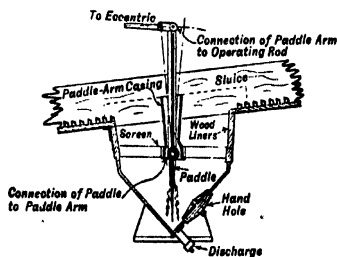 To Eccentric
Connection of Paddle Arm
to Operating Rod
Paddle-Arm Casing
Sluice
Screen
Wood
Liners
Paddle
Connection of Paddle
to Paddle Arm
Hand
Hole
Discharge